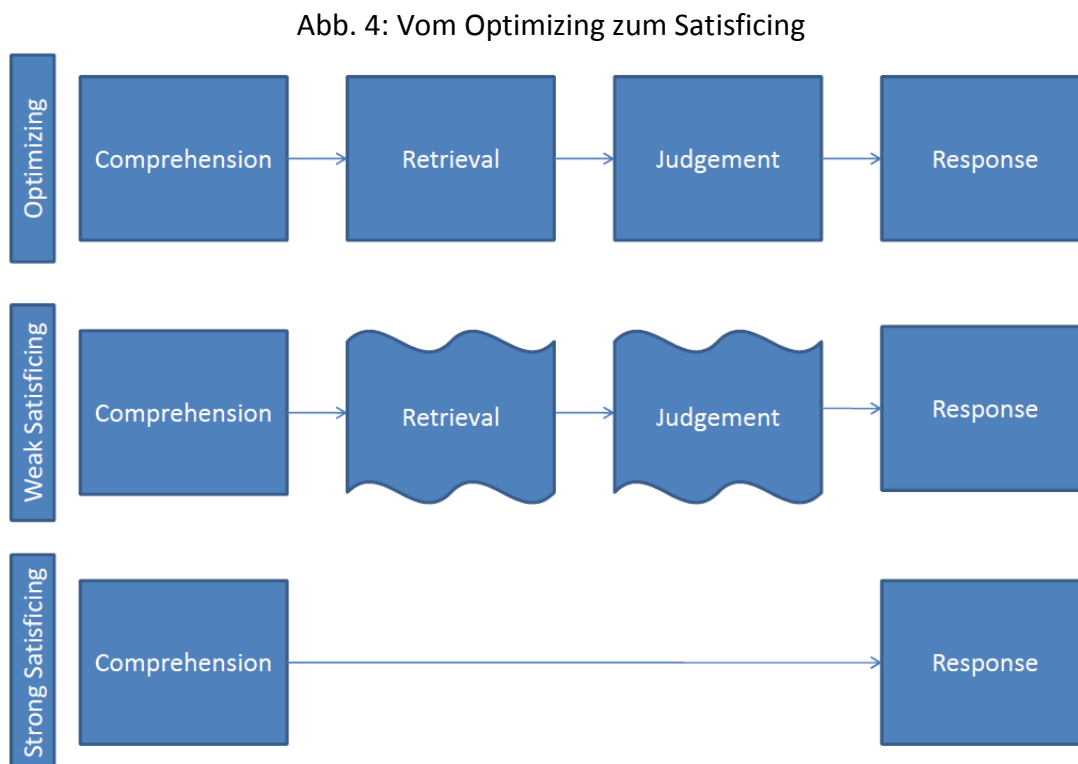 Abb. 4: Vom Optimizing zum Satisficing
Optimizing
Comprehension
Retrieval
Judgement
Response
Weak Satisficing
Comprehension
Retrieval
Judgement
Response
Strong Satisficing
Comprehension
Response